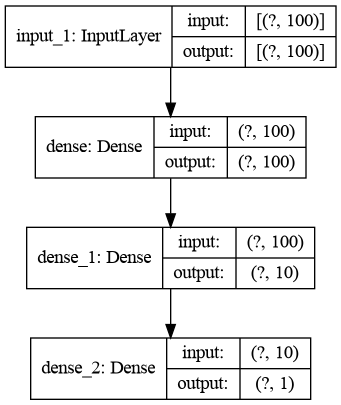 input_1: InputLayer
input: [(?, 100)]
output: [(?, 100)]
dense: Dense
input: (?, 100)
output: (?, 100)
dense_1: Dense
input: (?, 100)
output: (?, 10)
dense_2: Dense
input: (?, 10)
output: (?, 1)